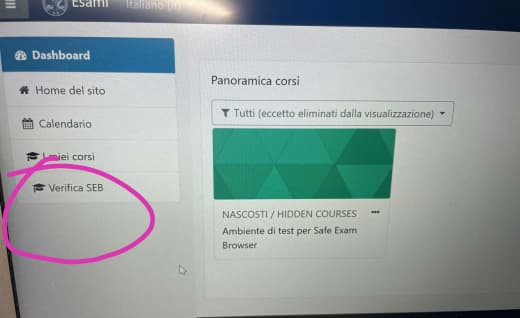 Esami
Italiano (it)
Dashboard
Home del sito
Calendario
I miei corsi
Verifica SEB
Panoramica corsi
Tutti (eccetto eliminati dalla visualizzazione)
NASCOSTI / HIDDEN COURSES
Ambiente di test per Safe Exam
Browser